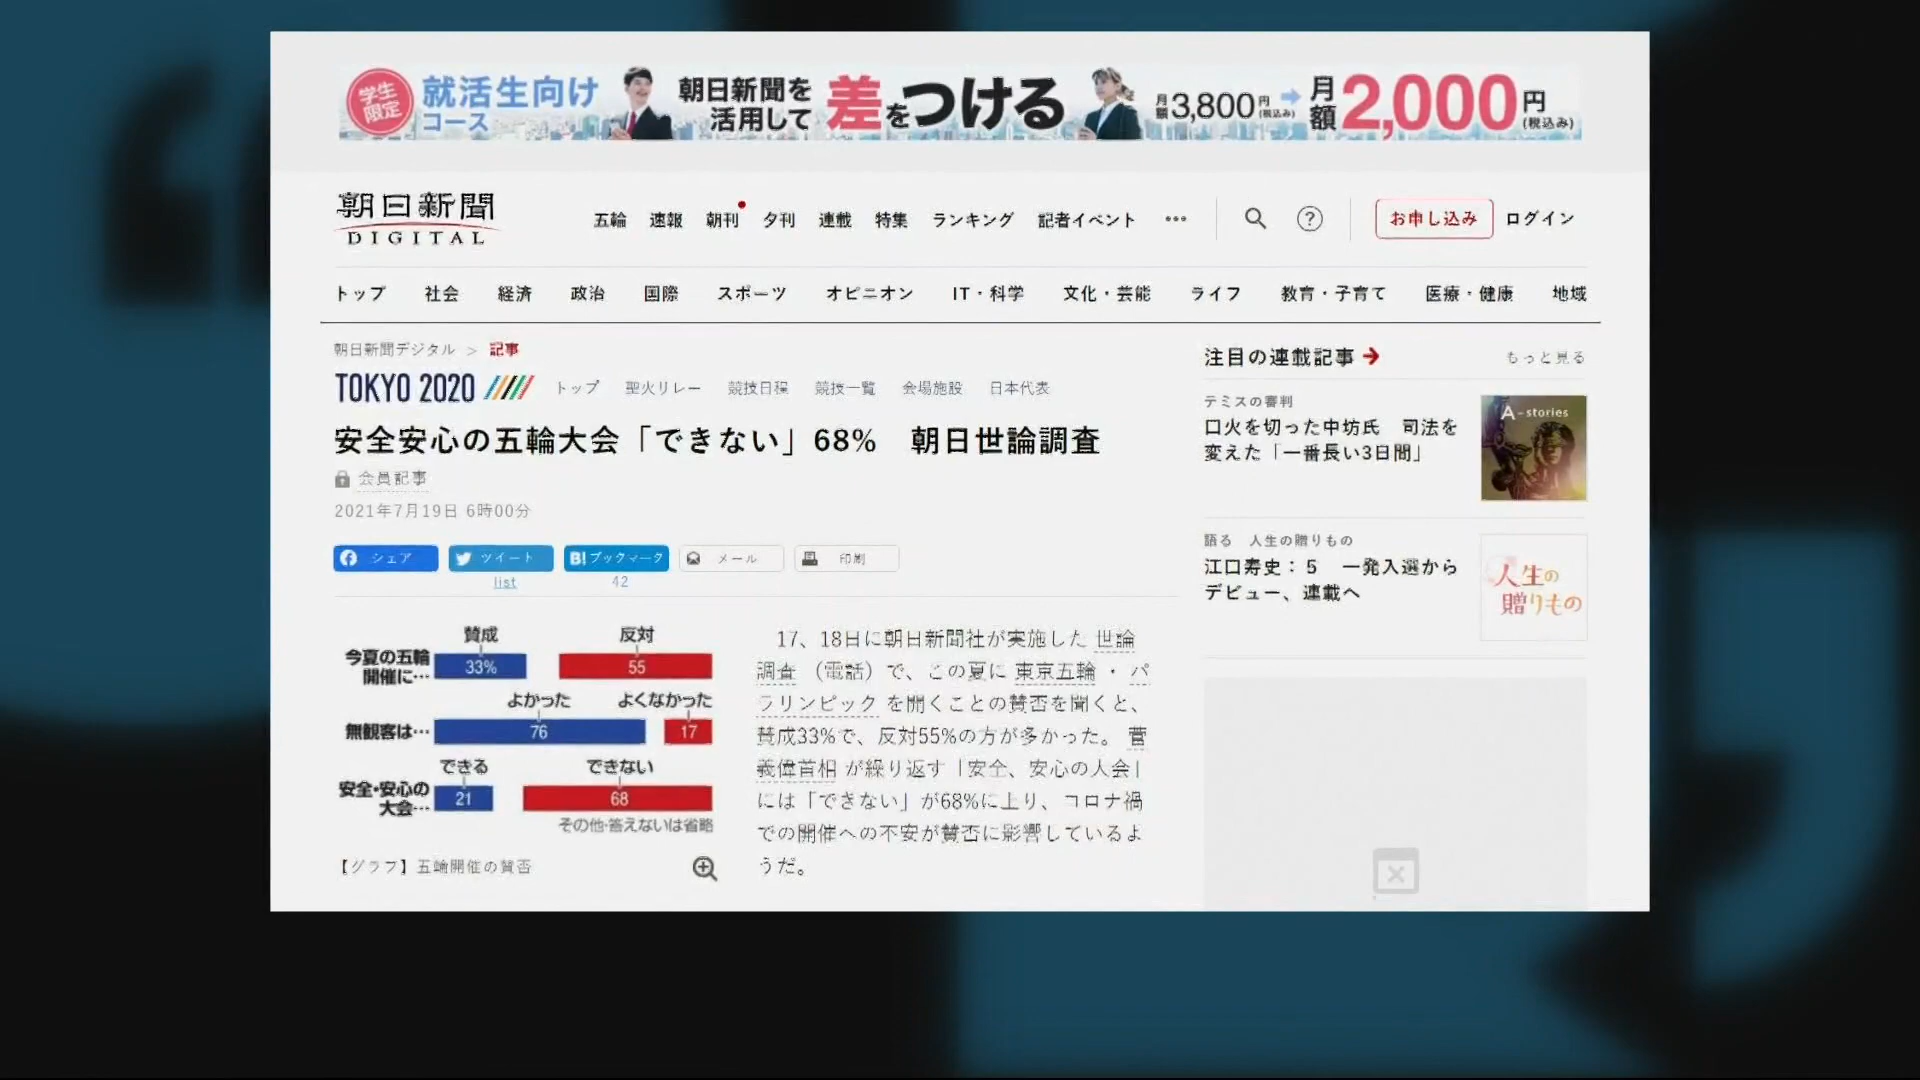 学生限定
就活生向けコース
朝日新聞を活用して
差をつける
月額3,800円(税込み)
月額2,000円(税込み)
朝日新聞
DIGITAL
五輪 速報 朝刊 夕刊 連載 特集 ランキング 記者イベント ･･･
?
お申し込み ログイン
トップ 社会 経済 政治 国際 スポーツ オピニオン IT・科学 文化・芸能 ライフ 教育・子育て 医療・健康 地域
朝日新聞デジタル > 記事
TOKYO 2020 トップ 聖火リレー 競技日程 競技一覧 会場施設 日本代表
安全安心の五輪大会「できない」68%　朝日世論調査
会員記事
2021年7月19日 6時00分
シェア ツイート B!ブックマーク メール 印刷
list 42
賛成 反対
今夏の五輪開催に… 33% 55
よかった よくなかった
無観客は… 76 17
できる できない
安全・安心の大会… 21 68
その他・答えないは省略
【グラフ】五輪開催の賛否
17、18日に朝日新聞社が実施した 世論
調査 （電話）で、この夏に 東京五輪 ・ パ
ラリンピック を開くことの賛否を聞くと、
賛成33%で、反対55%の方が多かった。 菅
義偉首相 が繰り返す「安全、安心の大会」
には「できない」が68%に上り、コロナ禍
での開催への不安が賛否に影響しているよ
うだ。
注目の連載記事 もっと見る
テミスの審判
口火を切った中坊氏　司法を
変えた「一番長い3日間」
A-stories
語る　人生の贈りもの
江口寿史：５　一発入選から
デビュー、連載へ
人生の
贈りもの